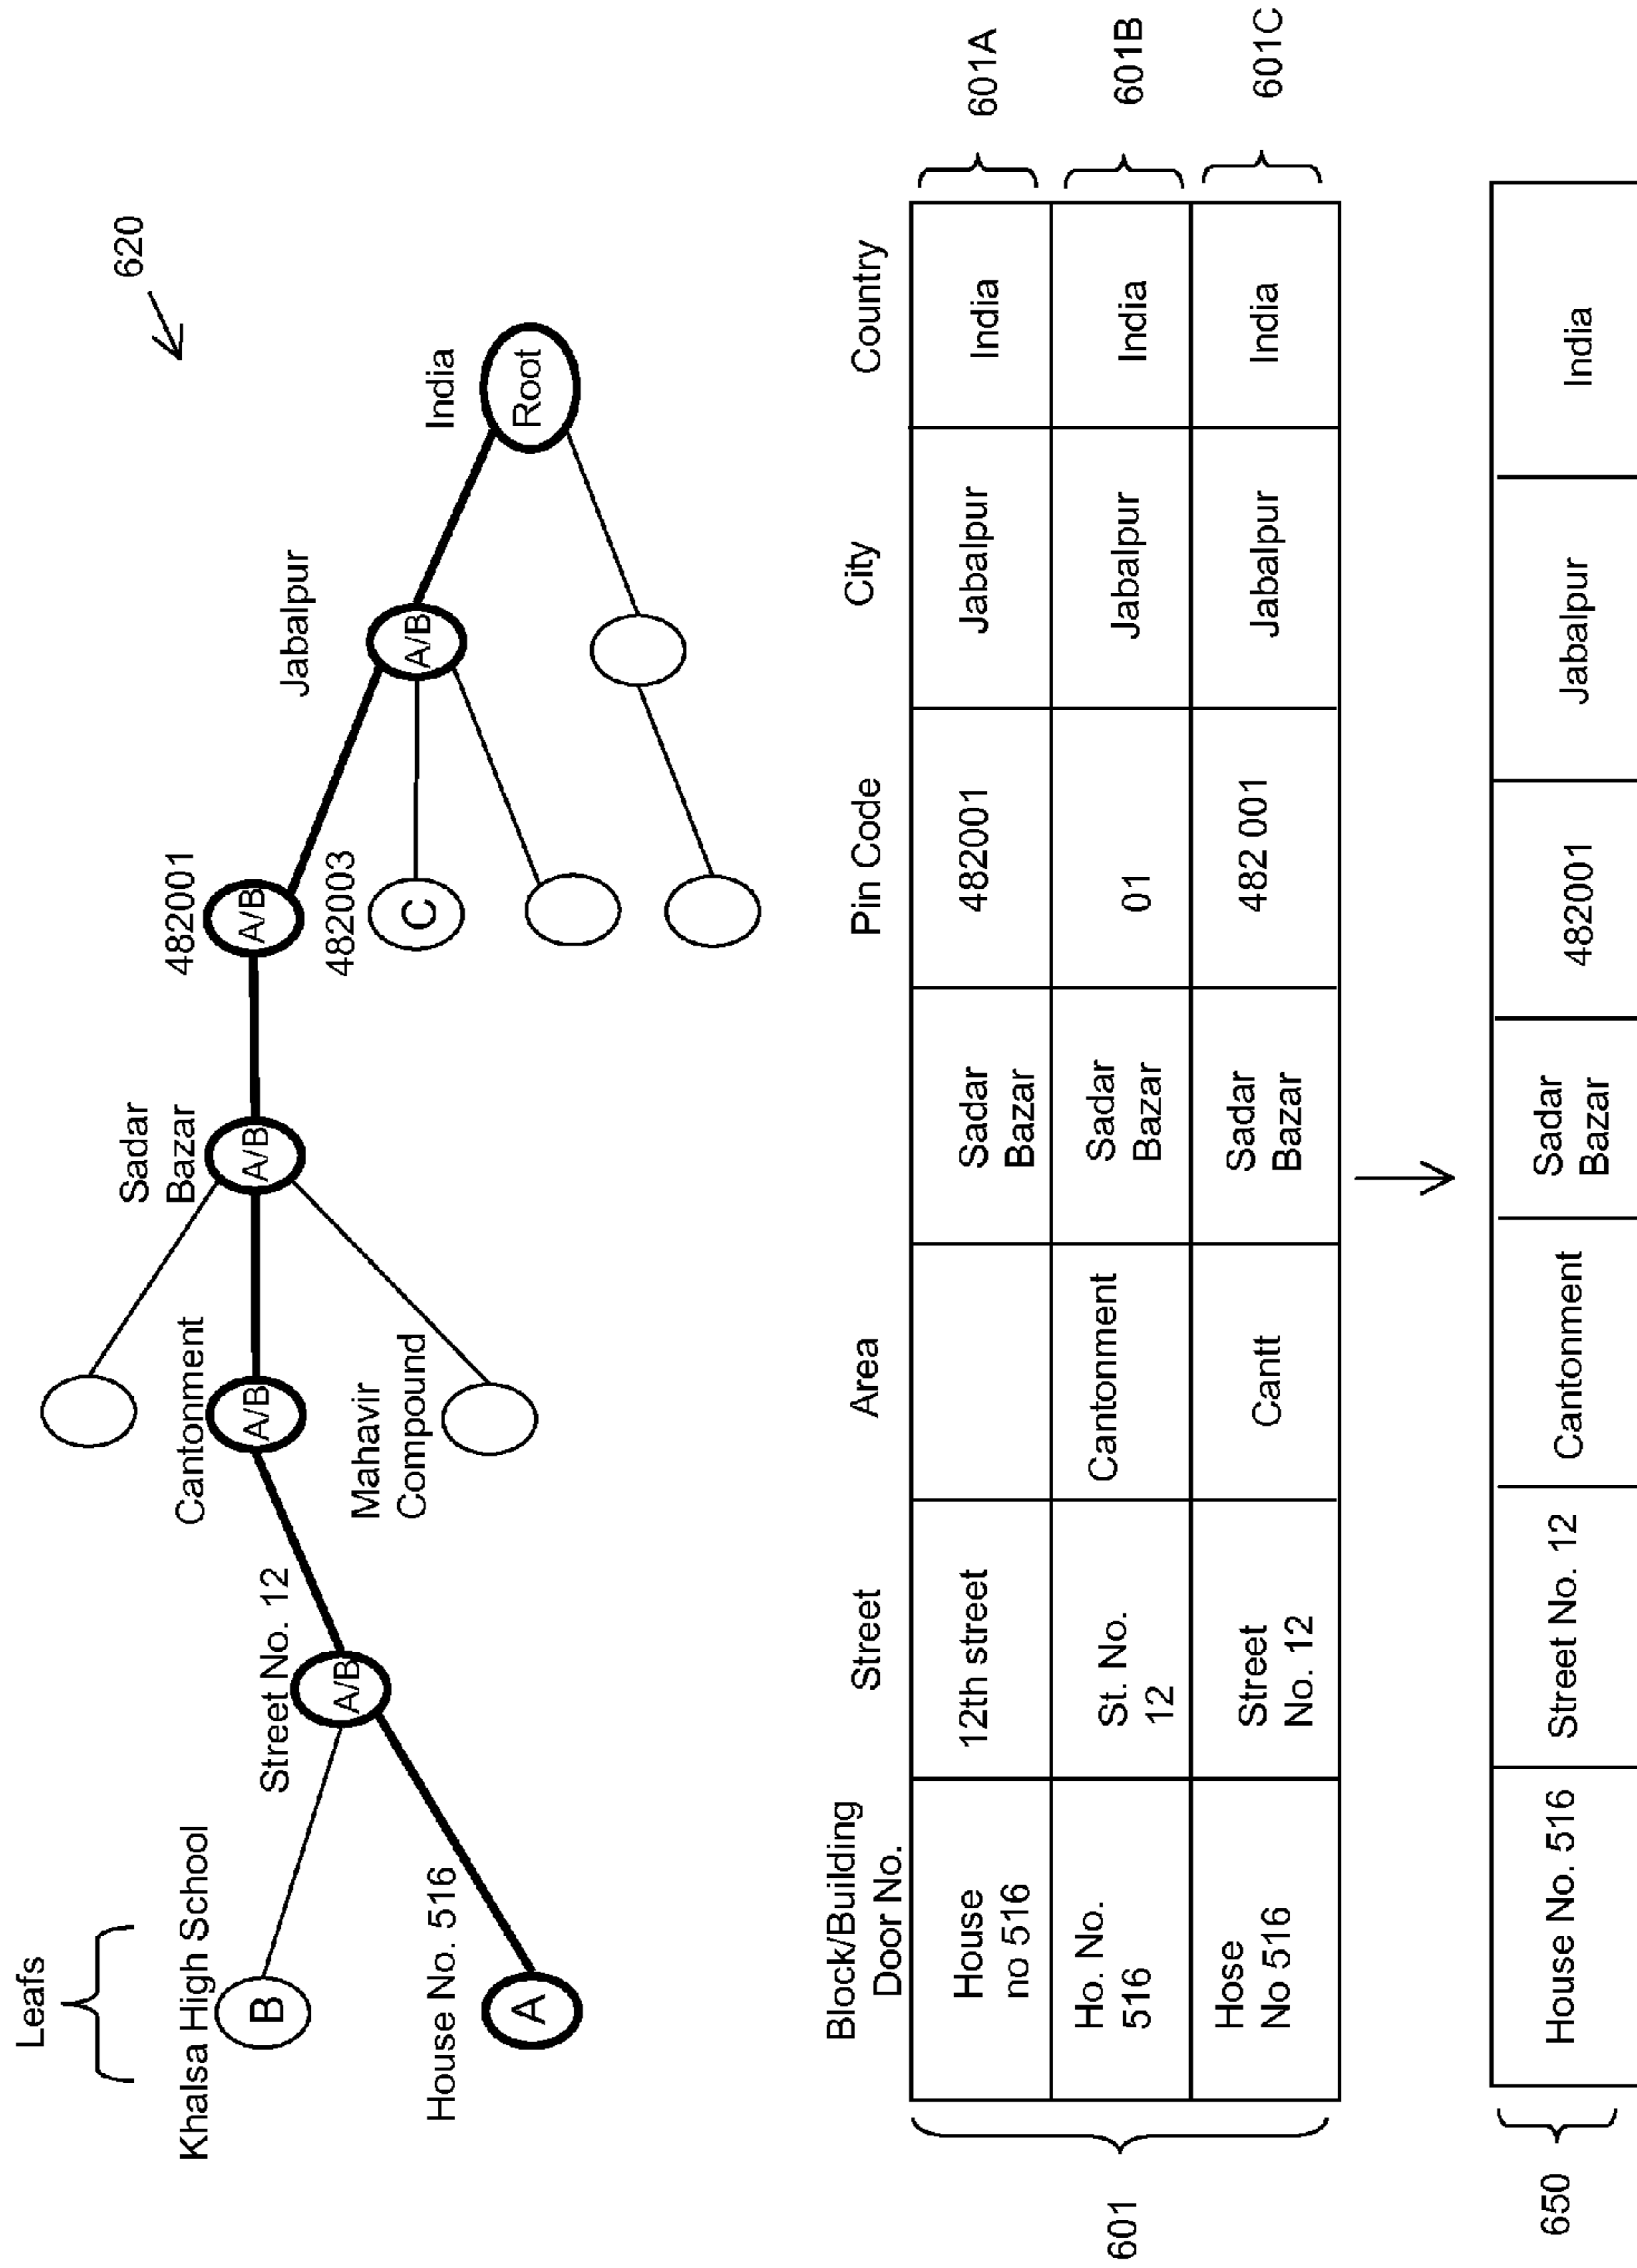 620
Leafs
Khalsa High School
B
House No. 516
A
Street No. 12
A/B
Cantonment
A/B
Mahavir
Compound
Sadar
Bazar
A/B
482001
A/B
482003
C
Jabalpur
A/B
India
Root
Block/Building
Door No.
Street
Area
Pin Code
City
Country
601
House
no 516
12th street
Sadar
Bazar
482001
Jabalpur
India
601A
Ho. No.
516
St. No.
12
Cantonment
Sadar
Bazar
01
Jabalpur
India
601B
Hose
No 516
Street
No. 12
Cantt
Sadar
Bazar
482 001
Jabalpur
India
601C
650
House No. 516
Street No. 12
Cantonment
Sadar
Bazar
482001
Jabalpur
India